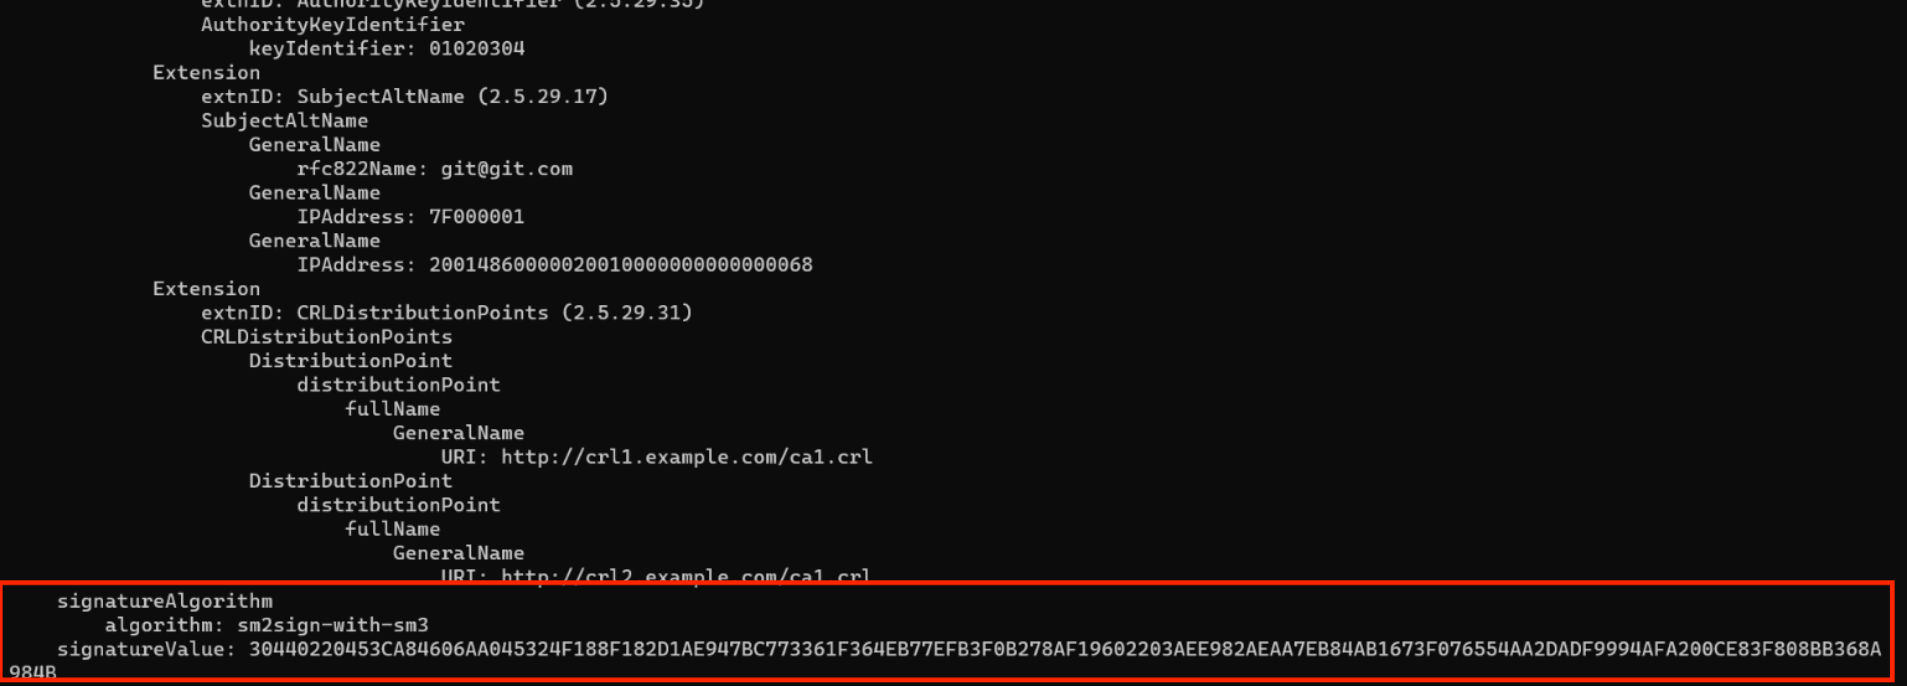 extnID: AuthorityKeyIdentifier (2.5.29.35)
AuthorityKeyIdentifier
keyIdentifier: 01020304
Extension
extnID: SubjectAltName (2.5.29.17)
SubjectAltName
GeneralName
rfc822Name: git@git.com
GeneralName
IPAddress: 7F000001
GeneralName
IPAddress: 20014860000020010000000000000068
Extension
extnID: CRLDistributionPoints (2.5.29.31)
CRLDistributionPoints
DistributionPoint
distributionPoint
fullName
GeneralName
URI: http://crl1.example.com/ca1.crl
DistributionPoint
distributionPoint
fullName
GeneralName
URI: http://crl2.example.com/ca1.crl
signatureAlgorithm
algorithm: sm2sign-with-sm3
signatureValue: 30440220453CA84606AA045324F188F182D1AE947BC773361F364EB77EFB3F0B278AF19602203AEE982AEAA7EB84AB1673F076554AA2DADF9994AFA200CE83F808BB368A
984B